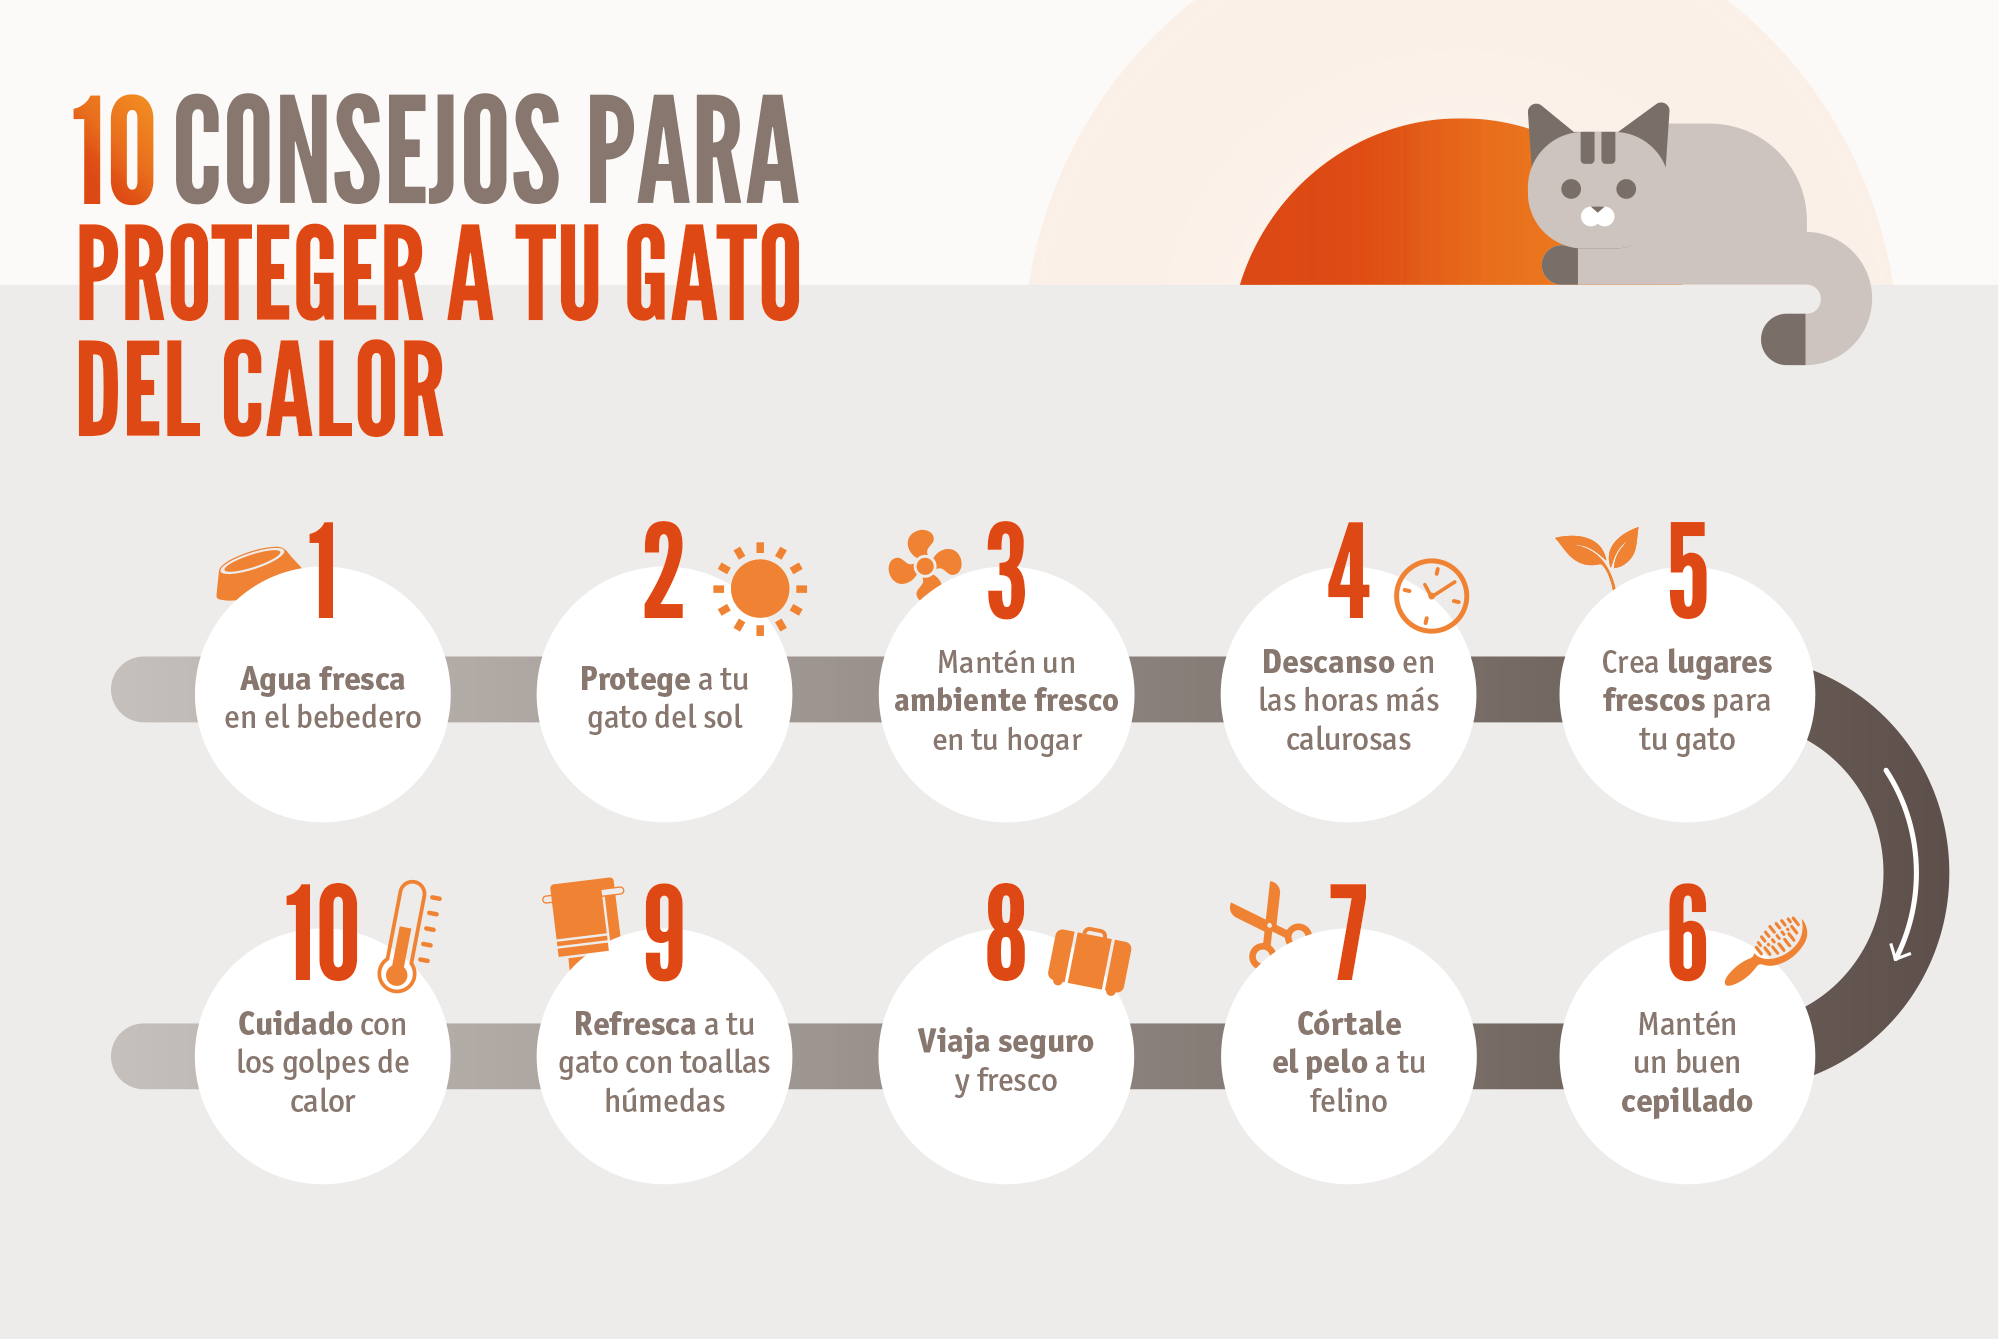 10 CONSEJOS PARA
PROTEGER A TU GATO
DEL CALOR
1
Agua fresca
en el bebedero
2
Protege a tu
gato del sol
3
Mantén un
ambiente fresco
en tu hogar
4
Descanso en
las horas más
calurosas
5
Crea lugares
frescos para
tu gato
6
Mantén
un buen
cepillado
7
Córtale
el pelo a tu
felino
8
Viaja seguro
y fresco
9
Refresca a tu
gato con toallas
húmedas
10
Cuidado con
los golpes de
calor